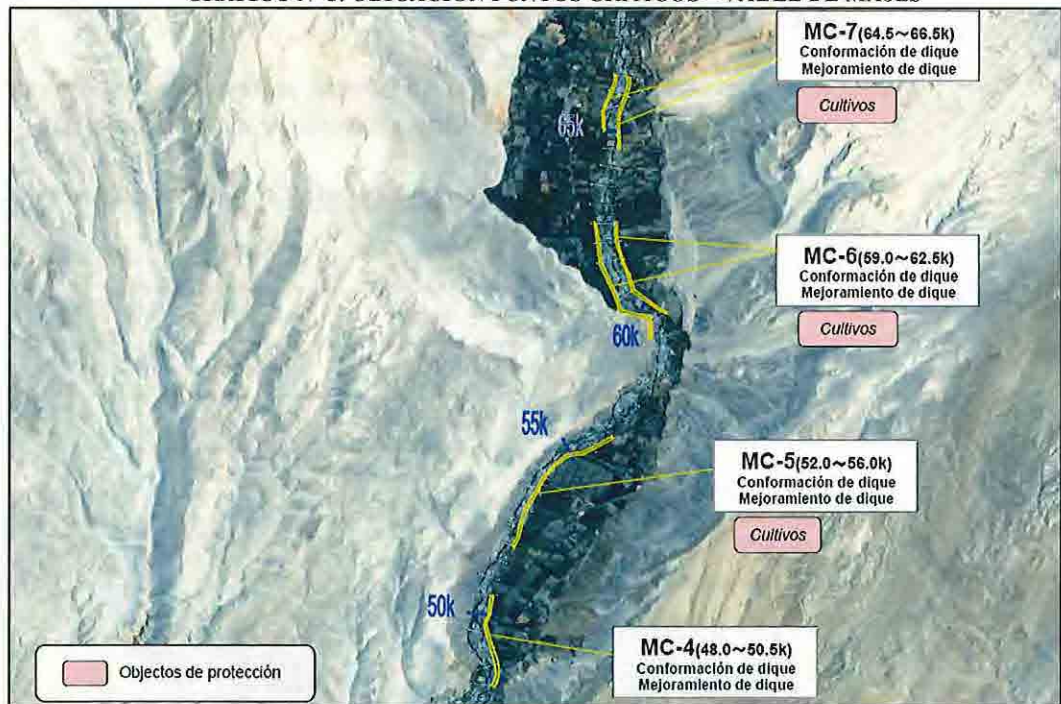 MC-7(64.5~66.5k)
Conformación de dique
Mejoramiento de dique
Cultivos
65k
MC-6(59.0~62.5k)
Conformación de dique
Mejoramiento de dique
Cultivos
60k
55k
MC-5(52.0~56.0k)
Conformación de dique
Mejoramiento de dique
Cultivos
50k
MC-4(48.0~50.5k)
Conformación de dique
Mejoramiento de dique
Objectos de protección